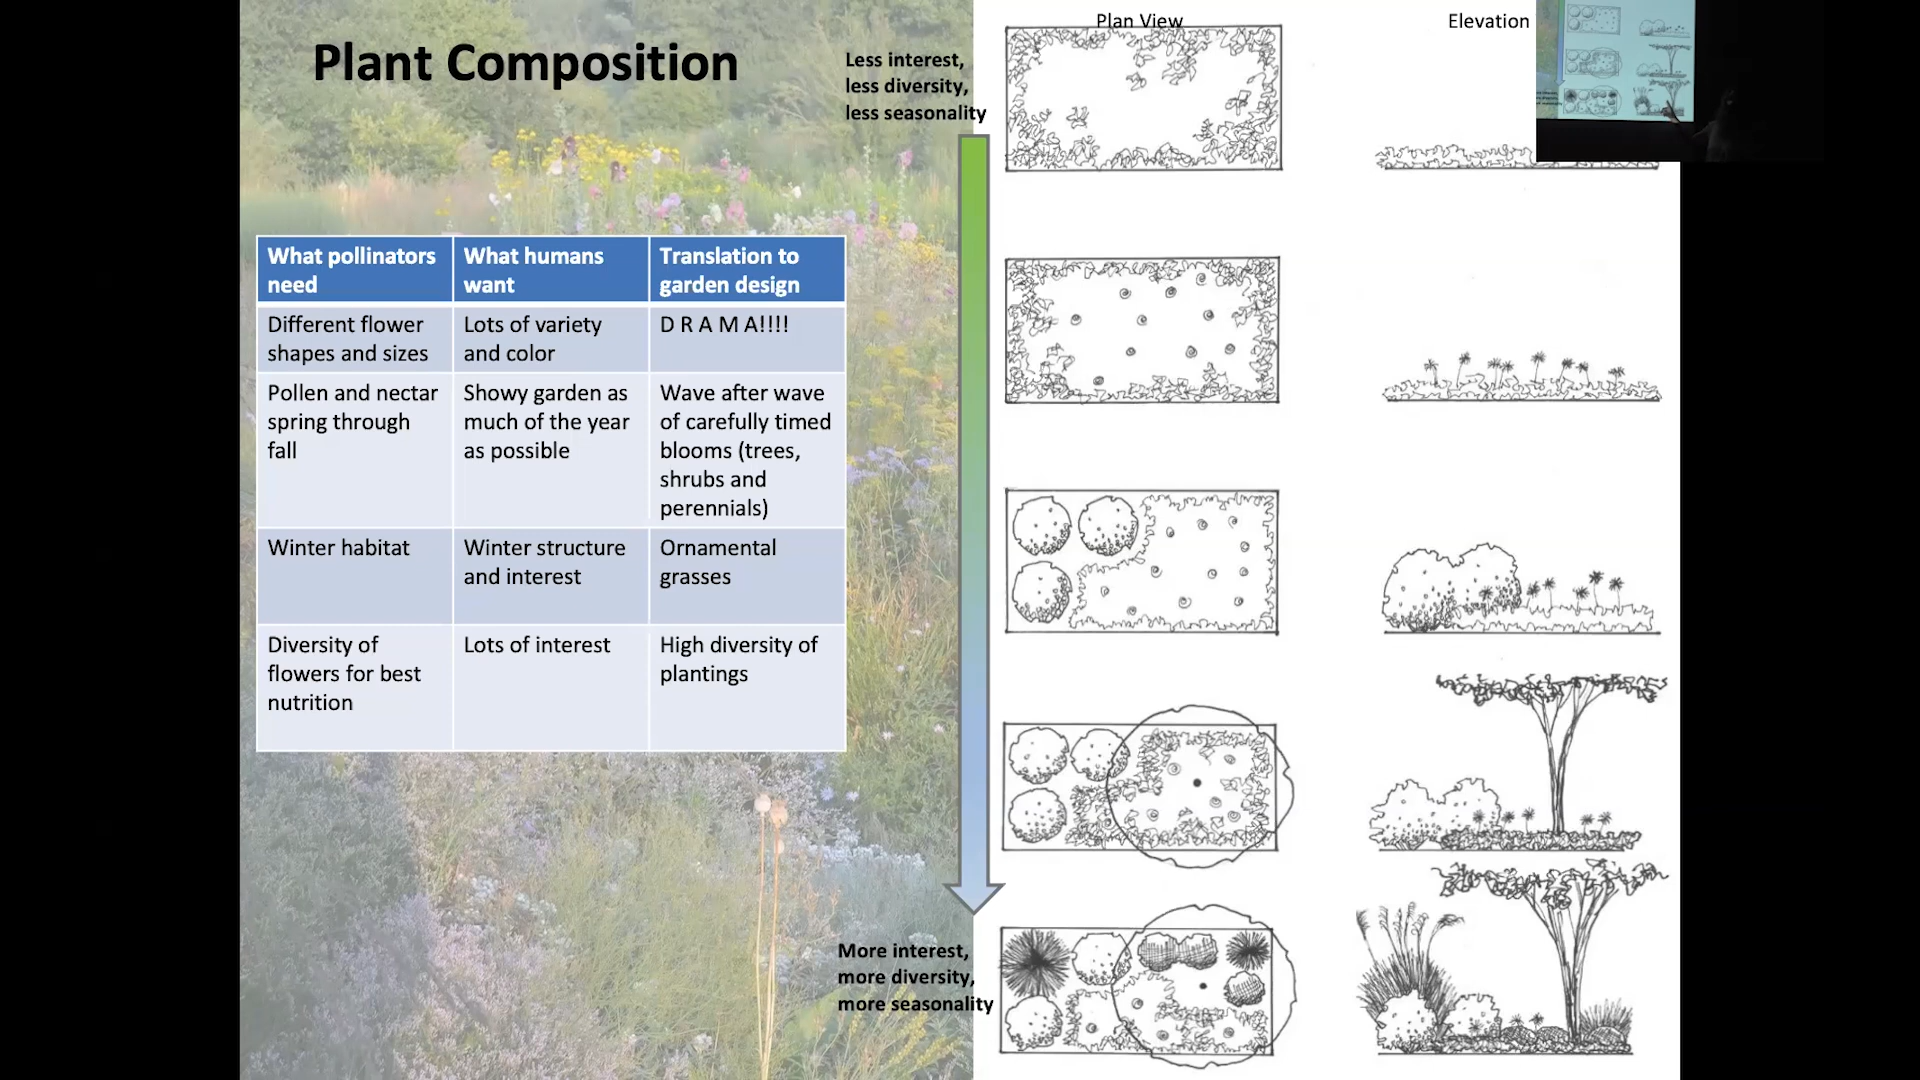 Plant Composition
Less interest,
less diversity,
less seasonality
Plan View
Elevation
What pollinators
need
What humans
want
Translation to
garden design
Different flower
shapes and sizes
Lots of variety
and color
D R A M A!!!!
Pollen and nectar
spring through
fall
Showy garden as
much of the year
as possible
Wave after wave
of carefully timed
blooms (trees,
shrubs and
perennials)
Winter habitat
Winter structure
and interest
Ornamental
grasses
Diversity of
flowers for best
nutrition
Lots of interest
High diversity of
plantings
More interest,
more diversity,
more seasonality